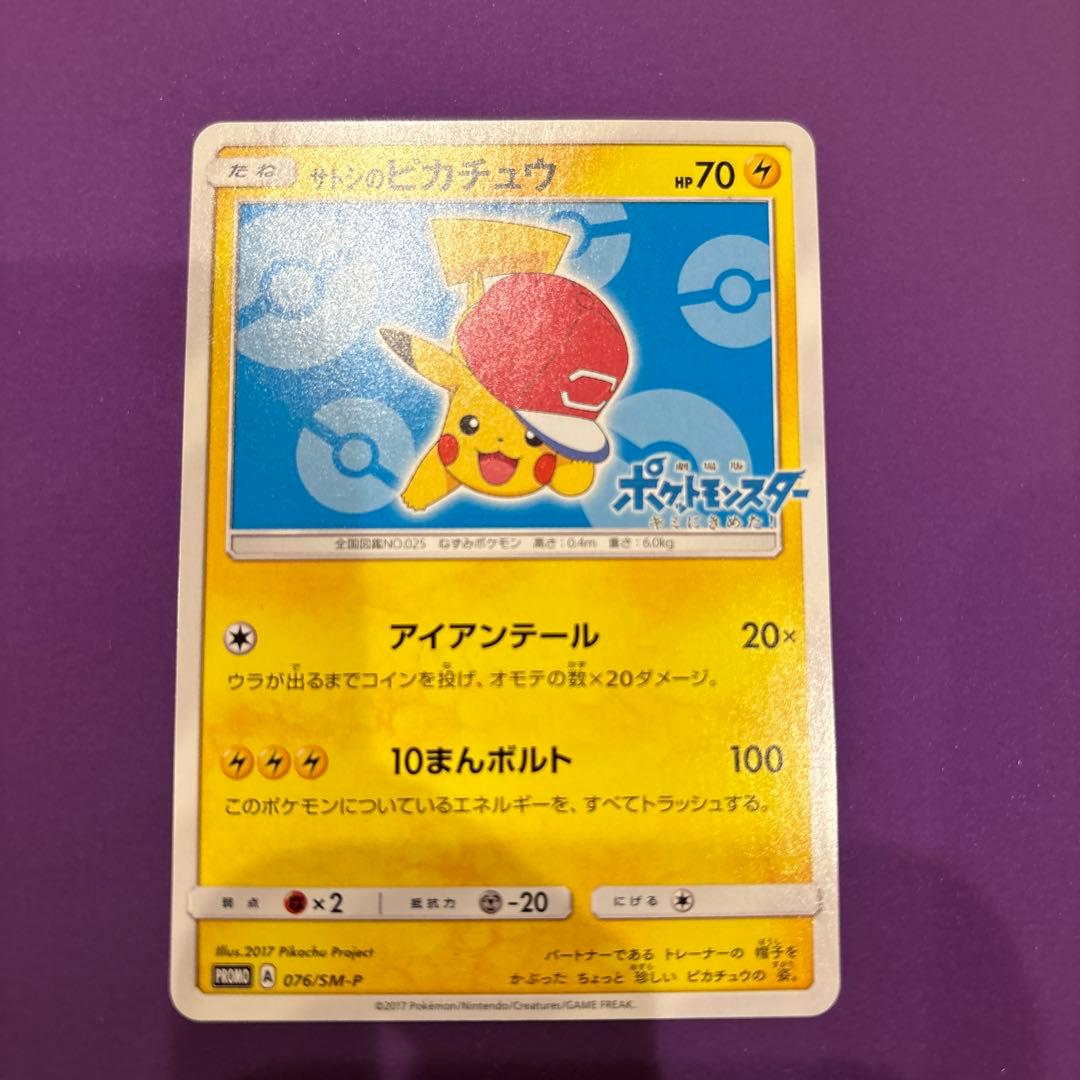 たね サトシのピカチュウ HP70
劇場版
ポケットモンスター
キミにきめた!
全国図鑑NO.025 ねずみポケモン 高さ:0.4m 重さ:6.0kg
アイアンテール 20×
ウラが出るまでコインを投げ、オモテの数×20ダメージ。
10まんボルト 100
このポケモンについているエネルギーを、すべてトラッシュする。
弱点 ×2 抵抗力 -20 にげる
Illus. 2017 Pikachu Project
パートナーである トレーナーの 帽子を
かぶった ちょっと 珍しい ピカチュウの 姿。
PROMO A 076/SM-P
©2017 Pokémon/Nintendo/Creatures/GAME FREAK.